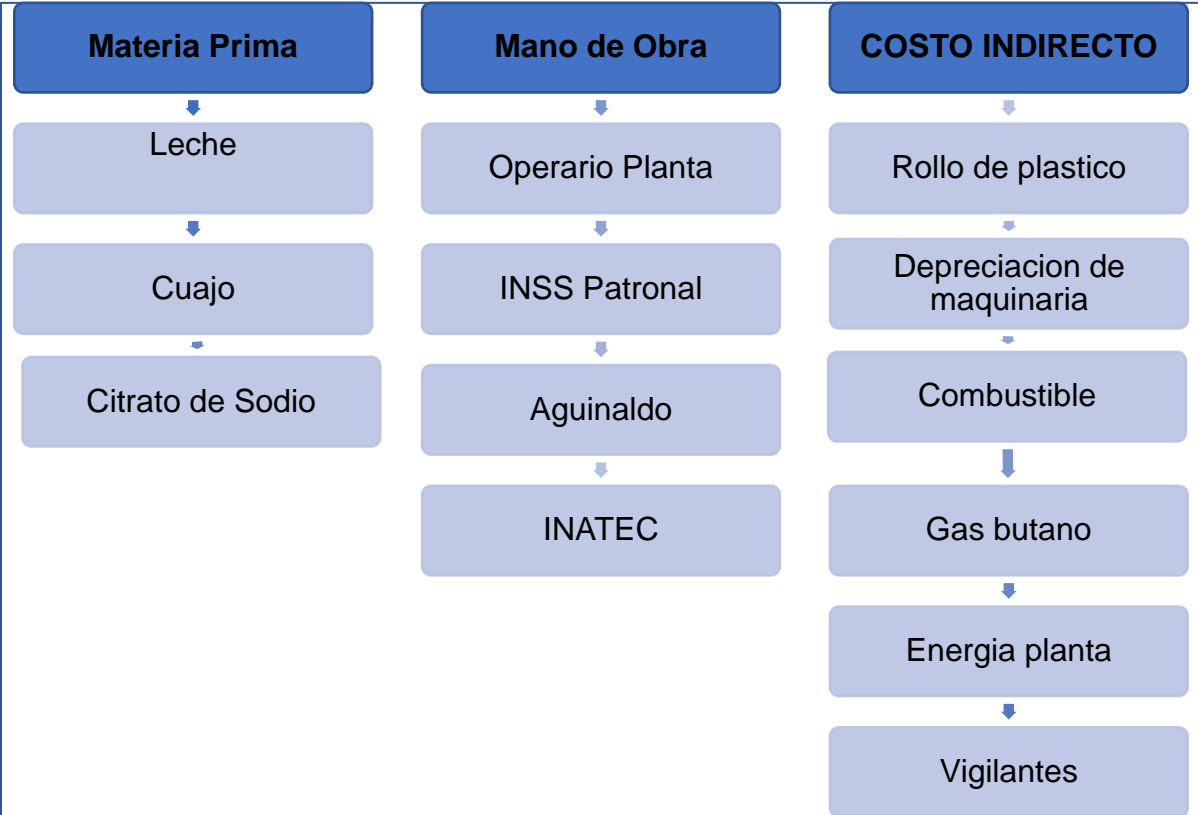 Materia Prima
Leche
Cuajo
Citrato de Sodio
Mano de Obra
Operario Planta
INSS Patronal
Aguinaldo
INATEC
COSTO INDIRECTO
Rollo de plastico
Depreciacion de
maquinaria
Combustible
Gas butano
Energia planta
Vigilantes